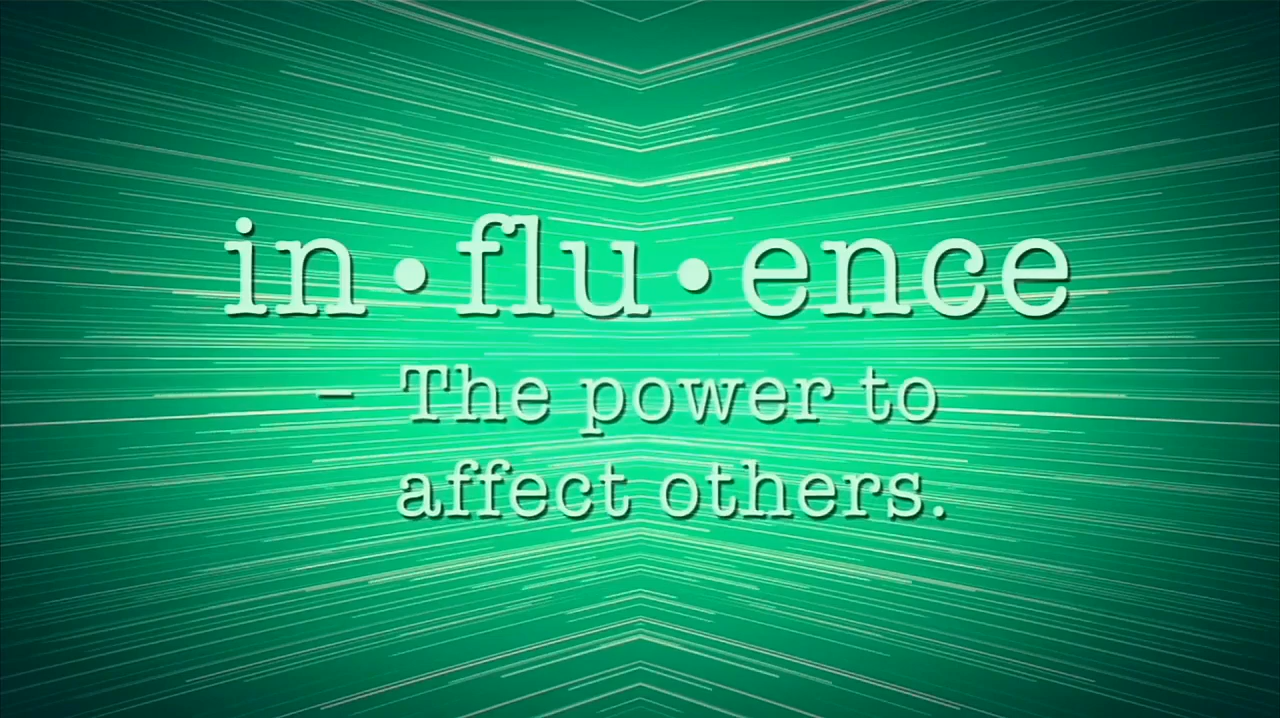 in•flu•ence
– The power to
affect others.